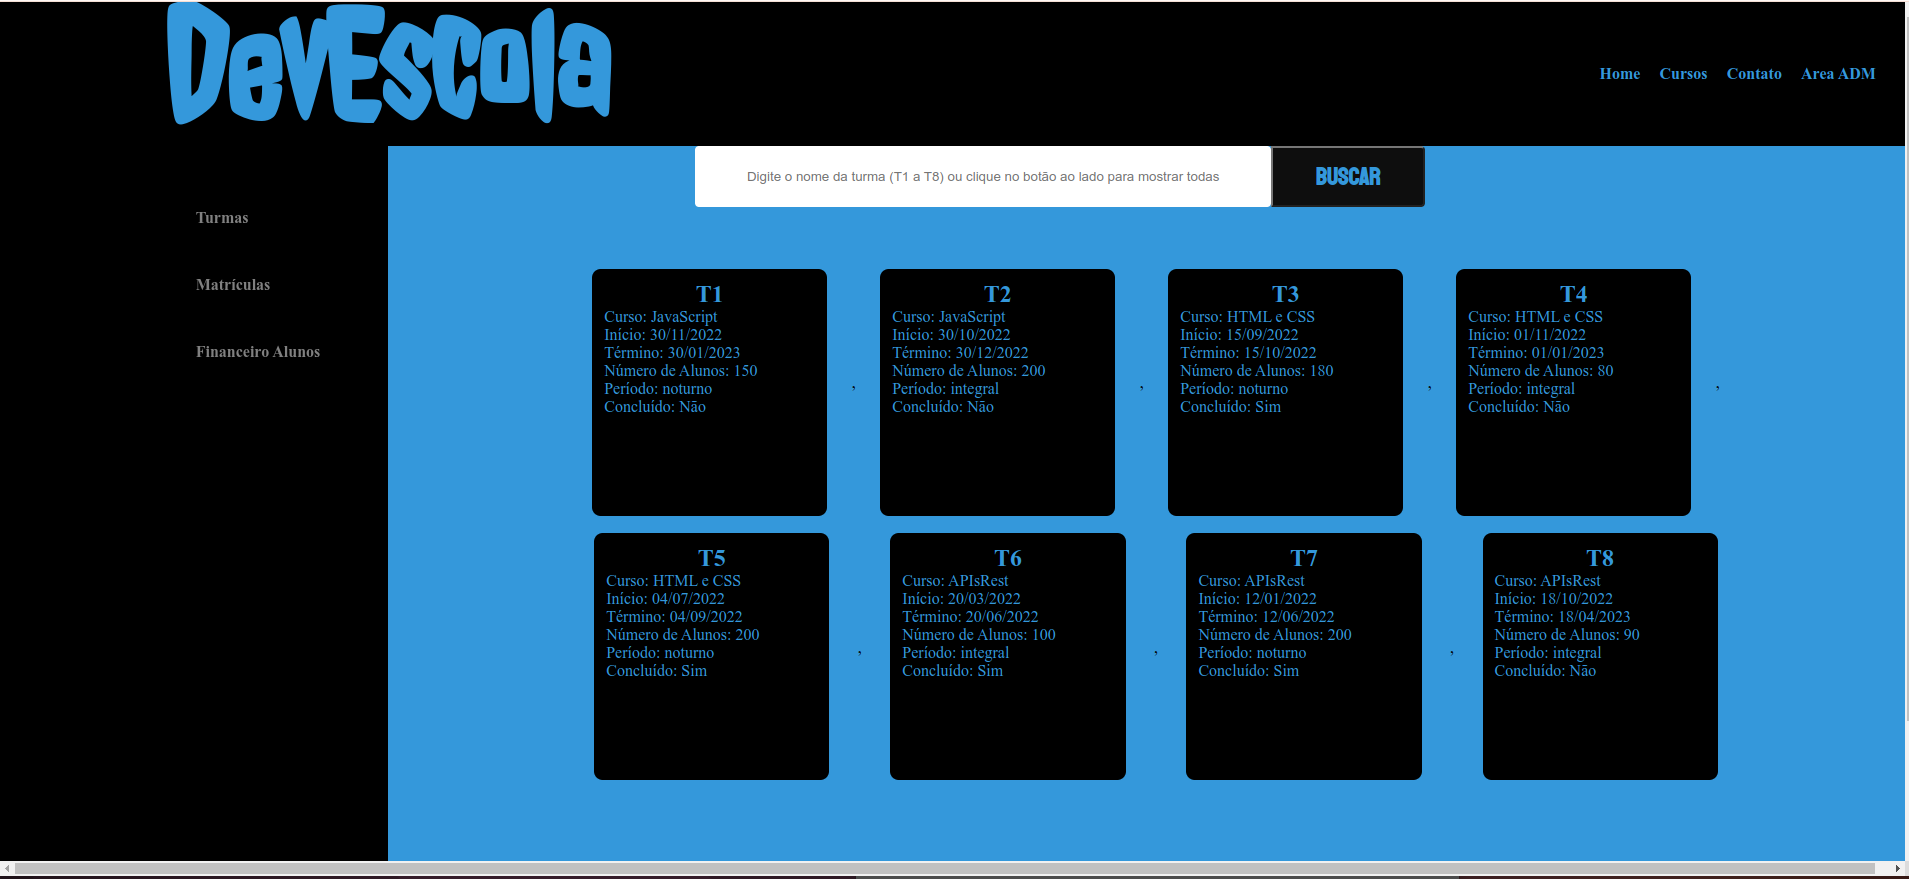 DevEscola
Home Cursos Contato Area ADM
Digite o nome da turma (T1 a T8) ou clique no botão ao lado para mostrar todas
BUSCAR
Turmas
Matrículas
Financeiro Alunos
T1
Curso: JavaScript
Início: 30/11/2022
Término: 30/01/2023
Número de Alunos: 150
Período: noturno
Concluído: Não
,
T2
Curso: JavaScript
Início: 30/10/2022
Término: 30/12/2022
Número de Alunos: 200
Período: integral
Concluído: Não
,
T3
Curso: HTML e CSS
Início: 15/09/2022
Término: 15/10/2022
Número de Alunos: 180
Período: noturno
Concluído: Sim
,
T4
Curso: HTML e CSS
Início: 01/11/2022
Término: 01/01/2023
Número de Alunos: 80
Período: integral
Concluído: Não
,
T5
Curso: HTML e CSS
Início: 04/07/2022
Término: 04/09/2022
Número de Alunos: 200
Período: noturno
Concluído: Sim
,
T6
Curso: APIsRest
Início: 20/03/2022
Término: 20/06/2022
Número de Alunos: 100
Período: integral
Concluído: Sim
,
T7
Curso: APIsRest
Início: 12/01/2022
Término: 12/06/2022
Número de Alunos: 200
Período: noturno
Concluído: Sim
,
T8
Curso: APIsRest
Início: 18/10/2022
Término: 18/04/2023
Número de Alunos: 90
Período: integral
Concluído: Não